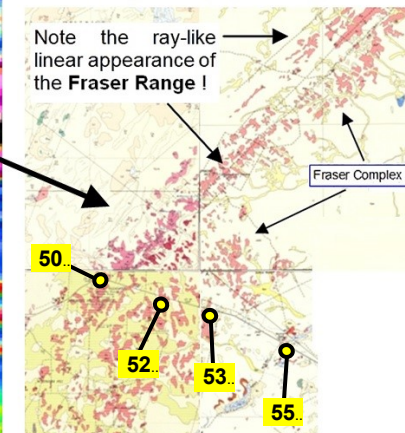 Note the ray-like
linear appearance of
the Fraser Range !
Fraser Complex
50..
52..
53..
55..